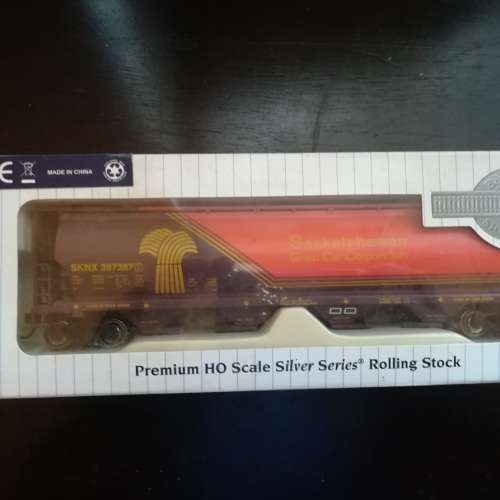 MADE IN CHINA
Saskatchewan
Grain Car Corporation
SKNX 397387
Premium HO Scale Silver Series® Rolling Stock